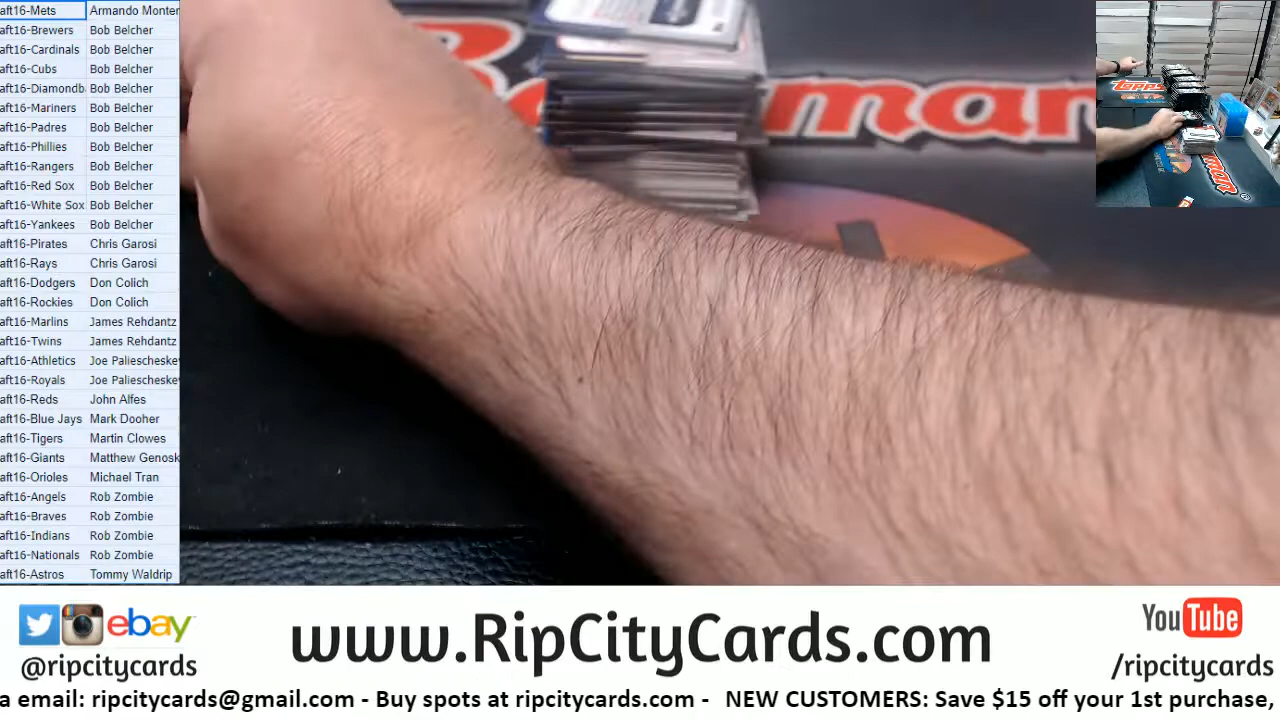 aft16-Mets Armando Monter
aft16-Brewers Bob Belcher
aft16-Cardinals Bob Belcher
aft16-Cubs Bob Belcher
aft16-Diamondb Bob Belcher
aft16-Mariners Bob Belcher
aft16-Padres Bob Belcher
aft16-Phillies Bob Belcher
aft16-Rangers Bob Belcher
aft16-Red Sox Bob Belcher
aft16-White Sox Bob Belcher
aft16-Yankees Bob Belcher
aft16-Pirates Chris Garosi
aft16-Rays Chris Garosi
aft16-Dodgers Don Colich
aft16-Rockies Don Colich
aft16-Marlins James Rehdantz
aft16-Twins James Rehdantz
aft16-Athletics Joe Paliescheskey
aft16-Royals Joe Paliescheskey
aft16-Reds John Alfes
aft16-Blue Jays Mark Dooher
aft16-Tigers Martin Clowes
aft16-Giants Matthew Genosk
aft16-Orioles Michael Tran
aft16-Angels Rob Zombie
aft16-Braves Rob Zombie
aft16-Indians Rob Zombie
aft16-Nationals Rob Zombie
aft16-Astros Tommy Waldrip
Bowman
TOPPS
ebay
@ripcitycards
www.RipCityCards.com
YouTube
/ripcitycards
a email: ripcitycards@gmail.com - Buy spots at ripcitycards.com - NEW CUSTOMERS: Save $15 off your 1st purchase,